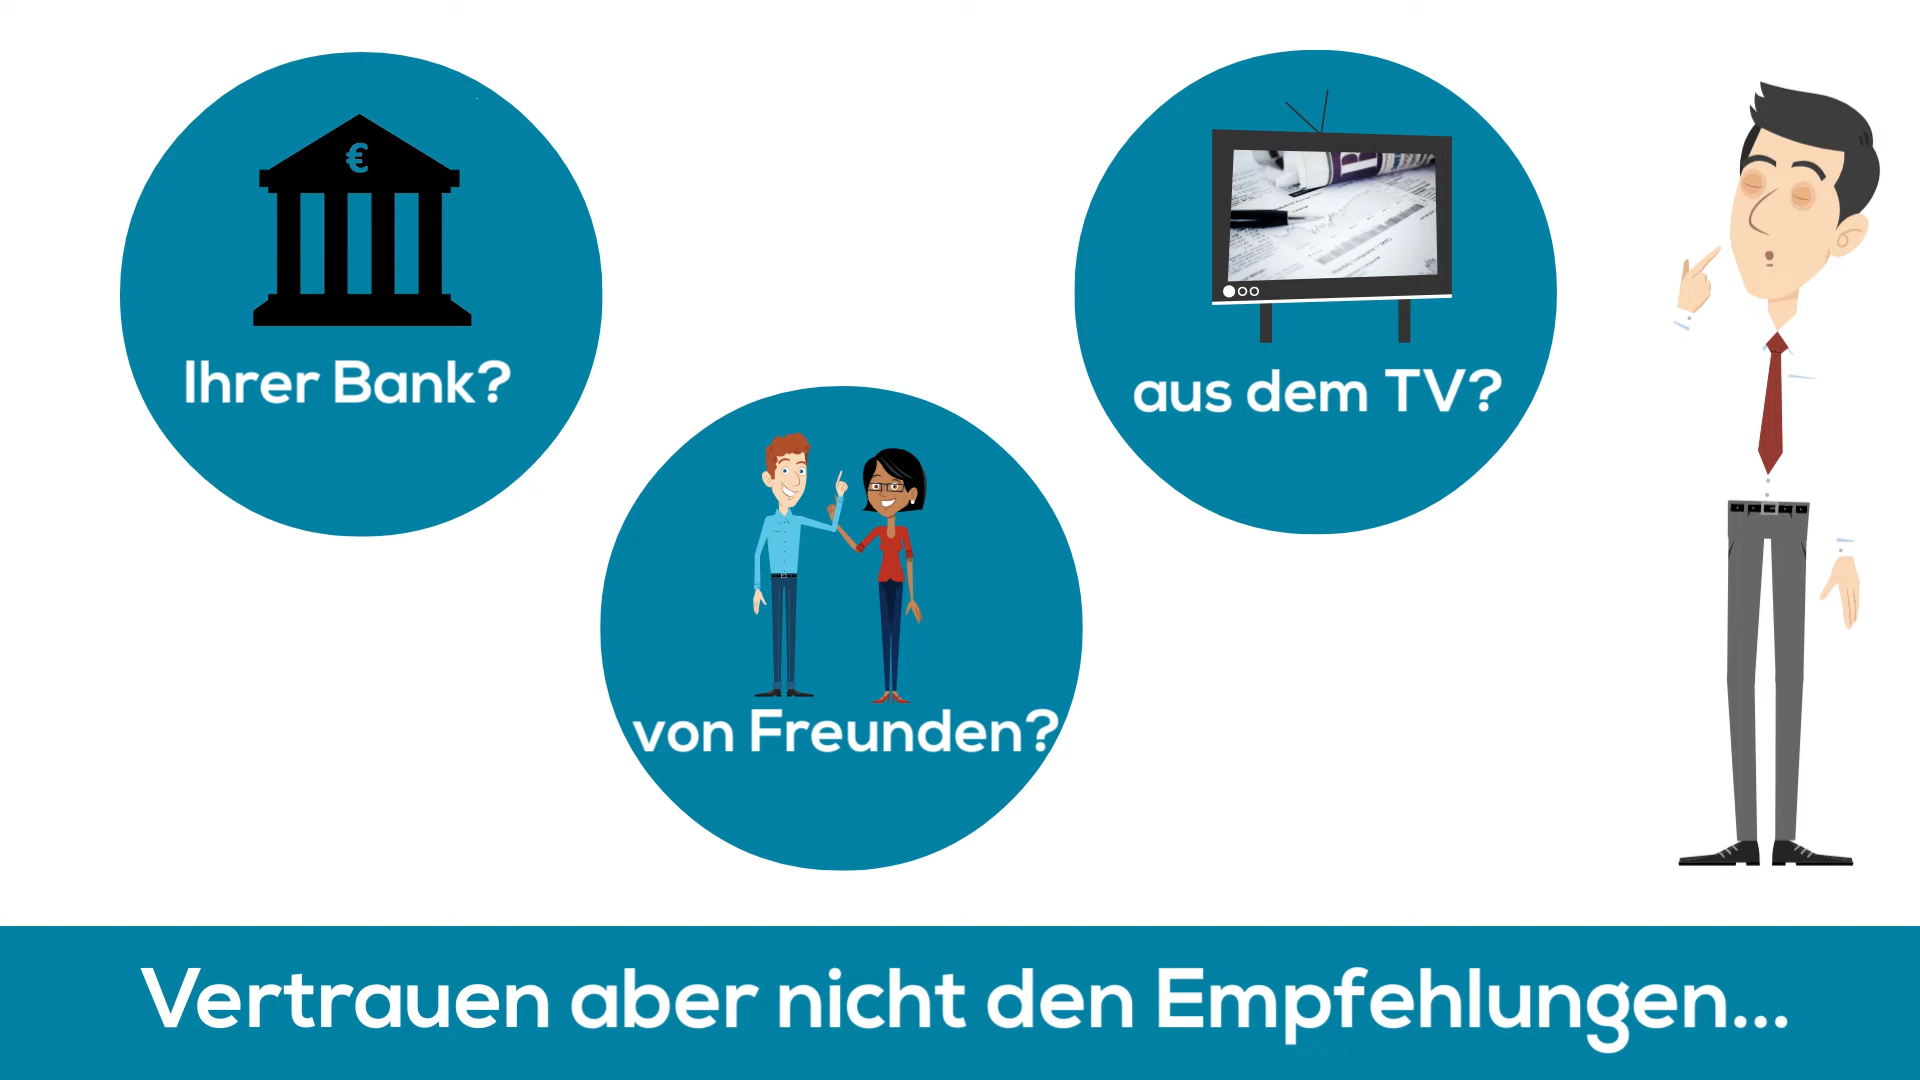 €
Ihrer Bank?
aus dem TV?
von Freunden?
Vertrauen aber nicht den Empfehlungen...